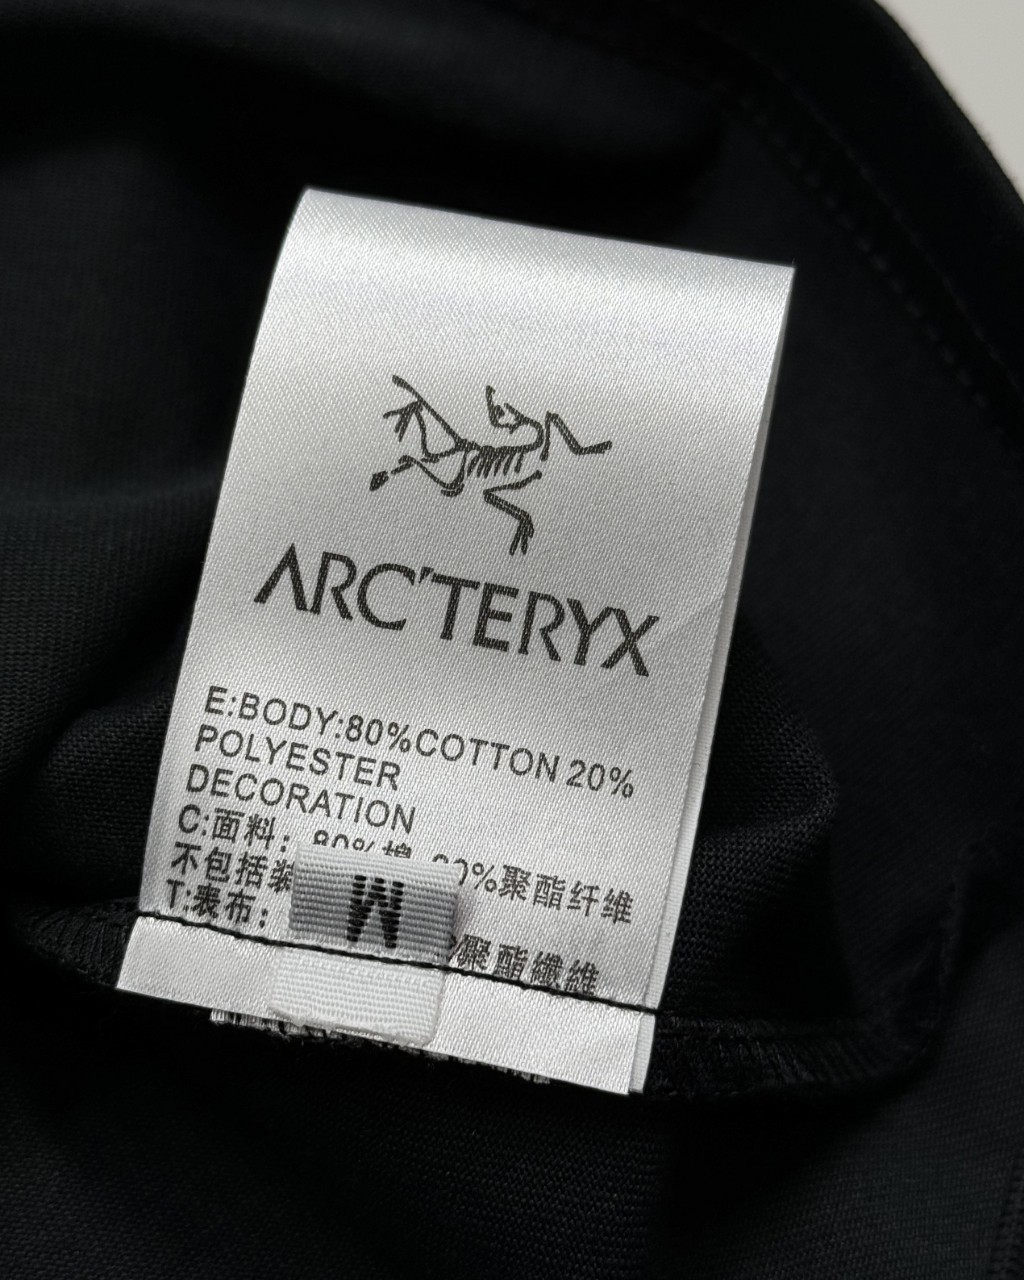 ARC'TERYX
E:BODY:80%COTTON 20%
POLYESTER
DECORATION
C:面料：80%棉 20%聚酯纤维
不包括装
T:表布：
聚酯纖維
M